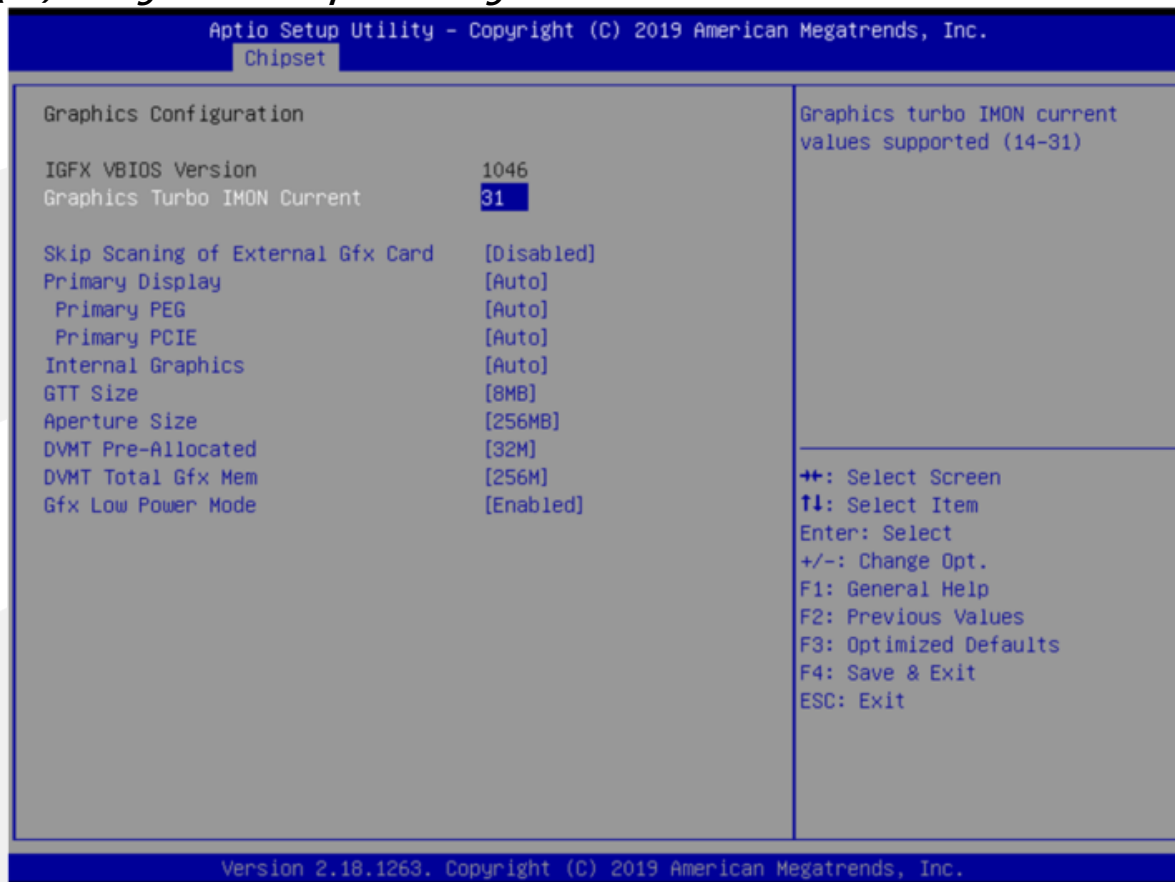 Aptio Setup Utility – Copyright (C) 2019 American Megatrends, Inc.
Chipset
Graphics Configuration
IGFX VBIOS Version 1046
Graphics Turbo IMON Current 31
Skip Scaning of External Gfx Card [Disabled]
Primary Display [Auto]
Primary PEG [Auto]
Primary PCIE [Auto]
Internal Graphics [Auto]
GTT Size [8MB]
Aperture Size [256MB]
DVMT Pre-Allocated [32M]
DVMT Total Gfx Mem [256M]
Gfx Low Power Mode [Enabled]
Graphics turbo IMON current
values supported (14-31)
→←: Select Screen
↑↓: Select Item
Enter: Select
+/-: Change Opt.
F1: General Help
F2: Previous Values
F3: Optimized Defaults
F4: Save & Exit
ESC: Exit
Version 2.18.1263. Copyright (C) 2019 American Megatrends, Inc.